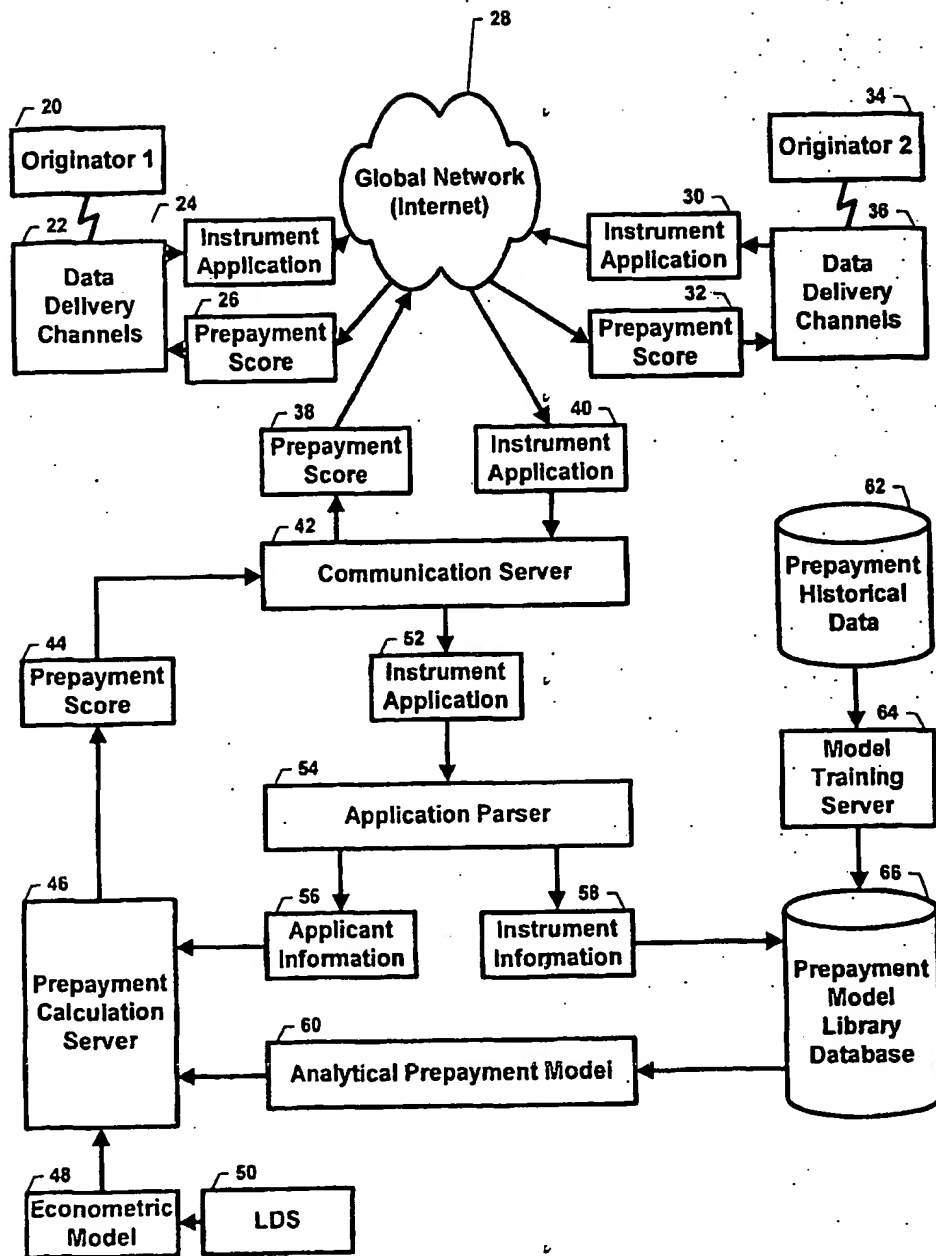 28
20
Originator 1
34
Originator 2
Global Network
(Internet)
22
24
Instrument
Application
30
Instrument
Application
36
Data
Delivery
Channels
26
Prepayment
Score
32
Prepayment
Score
Data
Delivery
Channels
38
Prepayment
Score
40
Instrument
Application
42
Communication Server
62
Prepayment
Historical
Data
44
Prepayment
Score
52
Instrument
Application
64
Model
Training
Server
54
Application Parser
46
Prepayment
Calculation
Server
56
Applicant
Information
58
Instrument
Information
66
Prepayment
Model
Library
Database
60
Analytical Prepayment Model
48
Econometric
Model
50
LDS